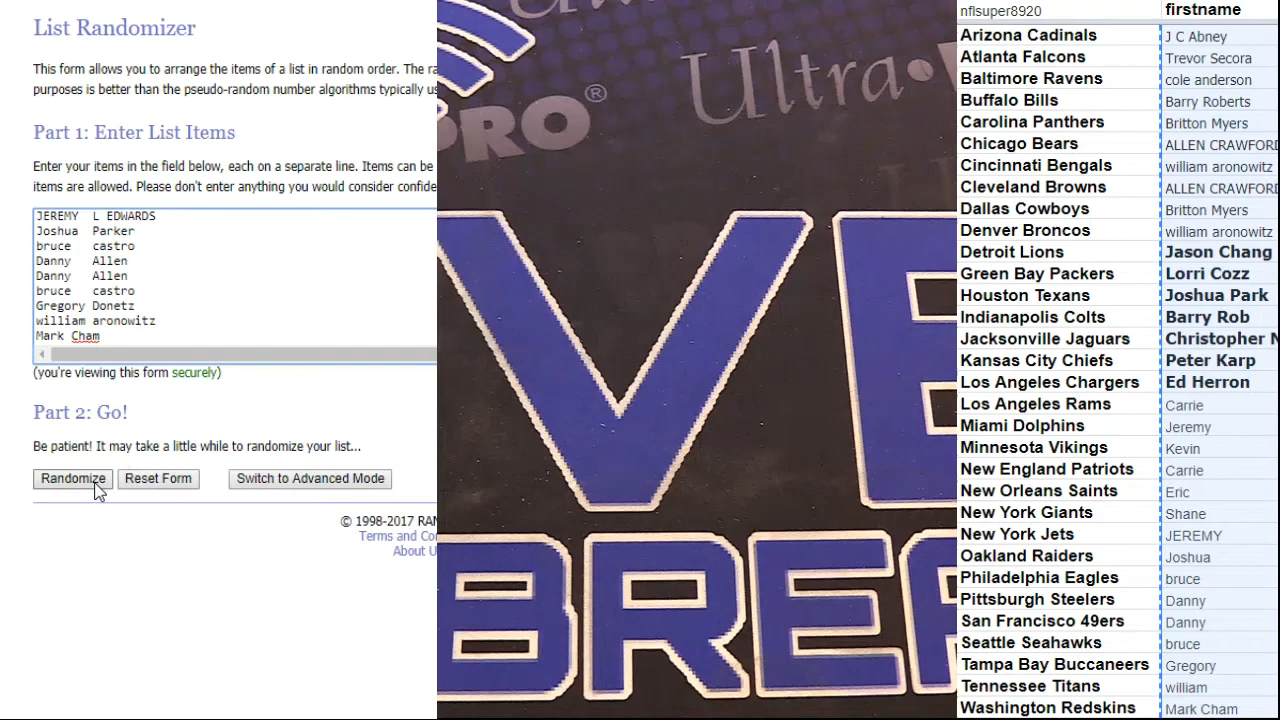 List Randomizer
This form allows you to arrange the items of a list in random order. The ra
purposes is better than the pseudo-random number algorithms typically us
Part 1: Enter List Items
Enter your items in the field below, each on a separate line. Items can be
items are allowed. Please don't enter anything you would consider confide
JEREMY L EDWARDS
Joshua Parker
bruce castro
Danny Allen
Danny Allen
bruce castro
Gregory Donetz
william aronowitz
Mark Cham
(you're viewing this form securely)
Part 2: Go!
Be patient! It may take a little while to randomize your list...
Randomize Reset Form Switch to Advanced Mode
© 1998-2017 RAN
Terms and Co
About U
PRO®
Ultra•
VE
BREA
nflsuper8920 firstname
Arizona Cadinals J C Abney
Atlanta Falcons Trevor Secora
Baltimore Ravens cole anderson
Buffalo Bills Barry Roberts
Carolina Panthers Britton Myers
Chicago Bears ALLEN CRAWFORD
Cincinnati Bengals william aronowitz
Cleveland Browns ALLEN CRAWFORD
Dallas Cowboys Britton Myers
Denver Broncos william aronowitz
Detroit Lions Jason Chang
Green Bay Packers Lorri Cozz
Houston Texans Joshua Park
Indianapolis Colts Barry Rob
Jacksonville Jaguars Christopher N
Kansas City Chiefs Peter Karp
Los Angeles Chargers Ed Herron
Los Angeles Rams Carrie
Miami Dolphins Jeremy
Minnesota Vikings Kevin
New England Patriots Carrie
New Orleans Saints Eric
New York Giants Shane
New York Jets JEREMY
Oakland Raiders Joshua
Philadelphia Eagles bruce
Pittsburgh Steelers Danny
San Francisco 49ers Danny
Seattle Seahawks bruce
Tampa Bay Buccaneers Gregory
Tennessee Titans william
Washington Redskins Mark Cham